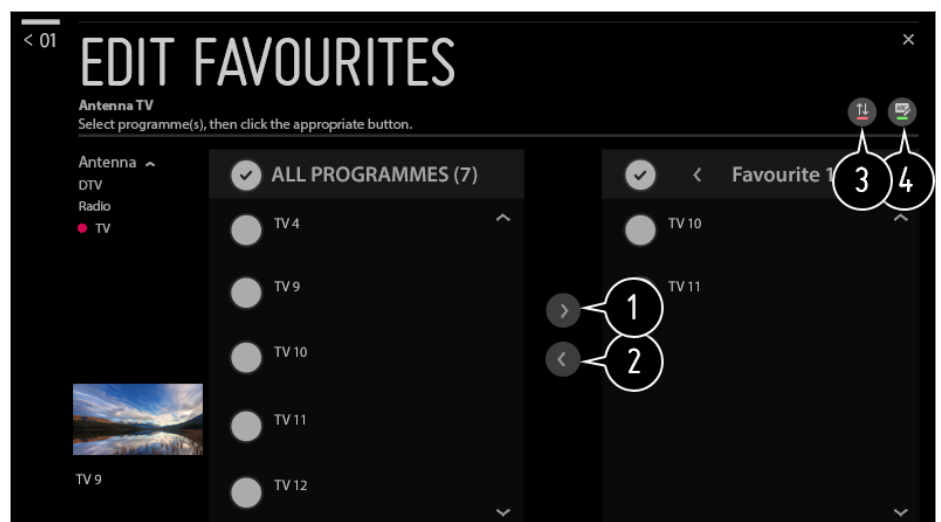 < 01
EDIT FAVOURITES
Antenna TV
Select programme(s), then click the appropriate button.
3
4
Antenna
DTV
Radio
TV
ALL PROGRAMMES (7)
TV 4
TV 9
TV 10
TV 11
TV 12
1
2
Favourite 1
TV 10
TV 11
TV 9